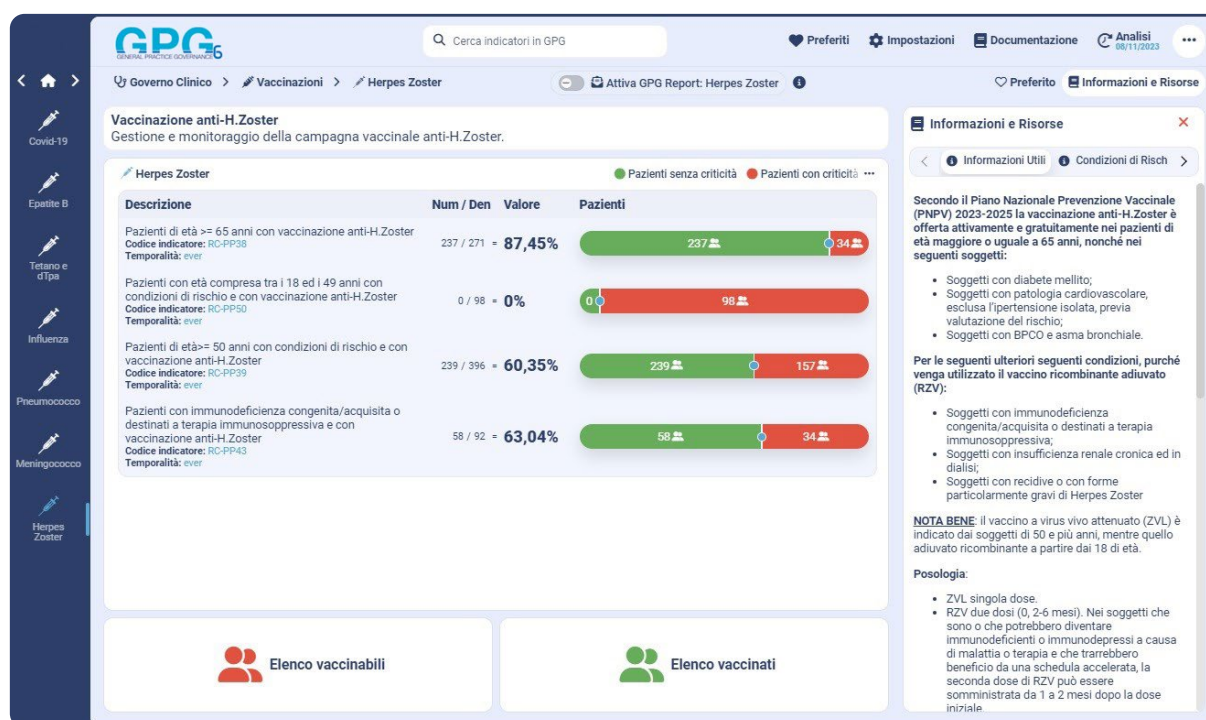 GPG6
GENERAL PRACTICE GOVERNANCE
Cerca indicatori in GPG
Preferiti
Impostazioni
Documentazione
Analisi
08/11/2023
Governo Clinico > Vaccinazioni > Herpes Zoster
Attiva GPG Report: Herpes Zoster
Preferito
Informazioni e Risorse
Covid-19
Epatite B
Tetano e
dTpa
Influenza
Pneumococco
Meningococco
Herpes
Zoster
Vaccinazione anti-H.Zoster
Gestione e monitoraggio della campagna vaccinale anti-H.Zoster.
Herpes Zoster
Pazienti senza criticità
Pazienti con criticità
Descrizione Num / Den Valore Pazienti
Pazienti di età >= 65 anni con vaccinazione anti-H.Zoster
Codice indicatore: RC-PP38
Temporalità: ever
237 / 271 = 87,45%
237 34
Pazienti con età compresa tra i 18 ed i 49 anni con
condizioni di rischio e con vaccinazione anti-H.Zoster
Codice indicatore: RC-PP50
Temporalità: ever
0 / 98 = 0%
0 98
Pazienti di età>= 50 anni con condizioni di rischio e con
vaccinazione anti-H.Zoster
Codice indicatore: RC-PP39
Temporalità: ever
239 / 396 = 60,35%
239 157
Pazienti con immunodeficienza congenita/acquisita o
destinati a terapia immunosoppressiva e con
vaccinazione anti-H.Zoster
Codice indicatore: RC-PP43
Temporalità: ever
58 / 92 = 63,04%
58 34
Elenco vaccinabili
Elenco vaccinati
Informazioni e Risorse
Informazioni Utili
Condizioni di Risch
Secondo il Piano Nazionale Prevenzione Vaccinale
(PNPV) 2023-2025 la vaccinazione anti-H.Zoster è
offerta attivamente e gratuitamente nei pazienti di
età maggiore o uguale a 65 anni, nonché nei
seguenti soggetti:
• Soggetti con diabete mellito;
• Soggetti con patologia cardiovascolare,
esclusa l'ipertensione isolata, previa
valutazione del rischio;
• Soggetti con BPCO e asma bronchiale.
Per le seguenti ulteriori seguenti condizioni, purché
venga utilizzato il vaccino ricombinante adiuvato
(RZV):
• Soggetti con immunodeficienza
congenita/acquisita o destinati a terapia
immunosoppressiva;
• Soggetti con insufficienza renale cronica ed in
dialisi;
• Soggetti con recidive o con forme
particolarmente gravi di Herpes Zoster
NOTA BENE: il vaccino a virus vivo attenuato (ZVL) è
indicato dai soggetti di 50 e più anni, mentre quello
adiuvato ricombinante a partire dai 18 di età.
Posologia:
• ZVL singola dose.
• RZV due dosi (0, 2-6 mesi). Nei soggetti che
sono o che potrebbero diventare
immunodeficienti o immunodepressi a causa
di malattia o terapia e che trarrebbero
beneficio da una schedula accelerata, la
seconda dose di RZV può essere
somministrata da 1 a 2 mesi dopo la dose
iniziale.